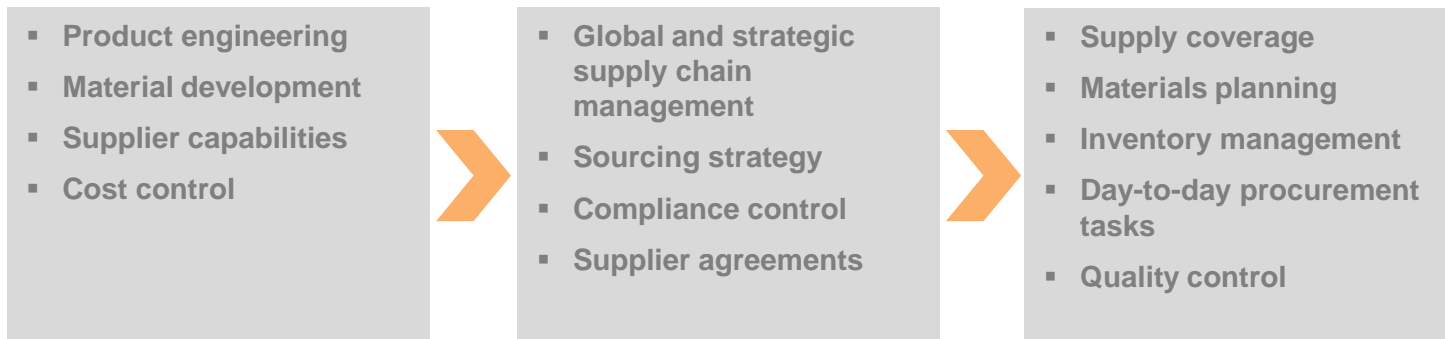 ▪ Product engineering
▪ Material development
▪ Supplier capabilities
▪ Cost control
▪ Global and strategic
supply chain
management
▪ Sourcing strategy
▪ Compliance control
▪ Supplier agreements
▪ Supply coverage
▪ Materials planning
▪ Inventory management
▪ Day-to-day procurement
tasks
▪ Quality control